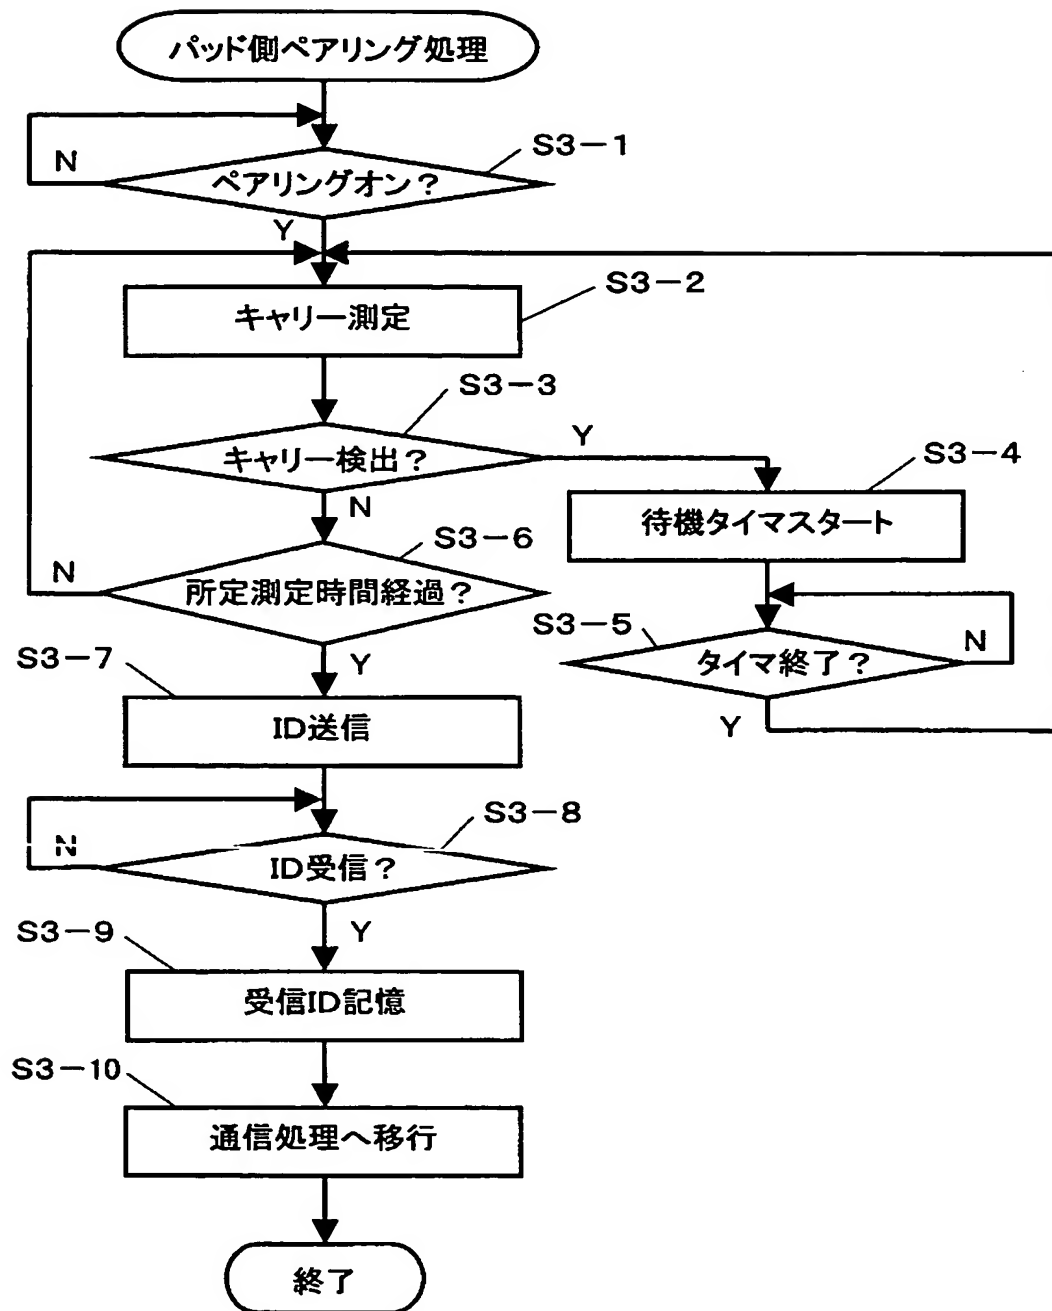 パッド側ペアリング処理
S3-1
N
ペアリングオン?
Y
S3-2
キャリー測定
S3-3
キャリー検出?
Y
S3-4
N
待機タイマスタート
S3-6
N
所定測定時間経過?
S3-5
タイマ終了?
N
S3-7
Y
Y
ID送信
S3-8
N
ID受信?
S3-9
Y
受信ID記憶
S3-10
通信処理へ移行
終了